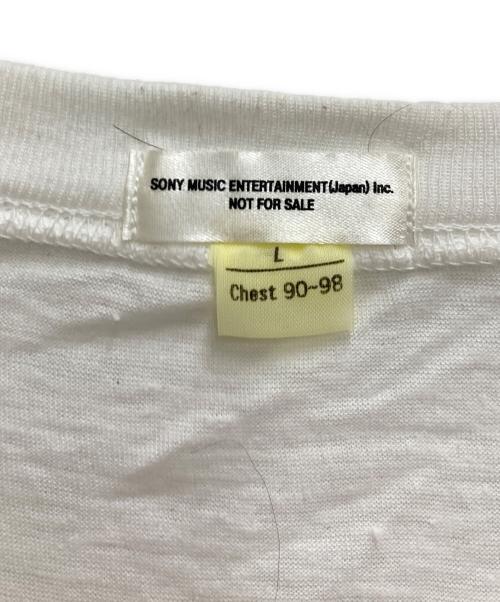 SONY MUSIC ENTERTAINMENT(Japan) Inc.
NOT FOR SALE
L
Chest 90~98